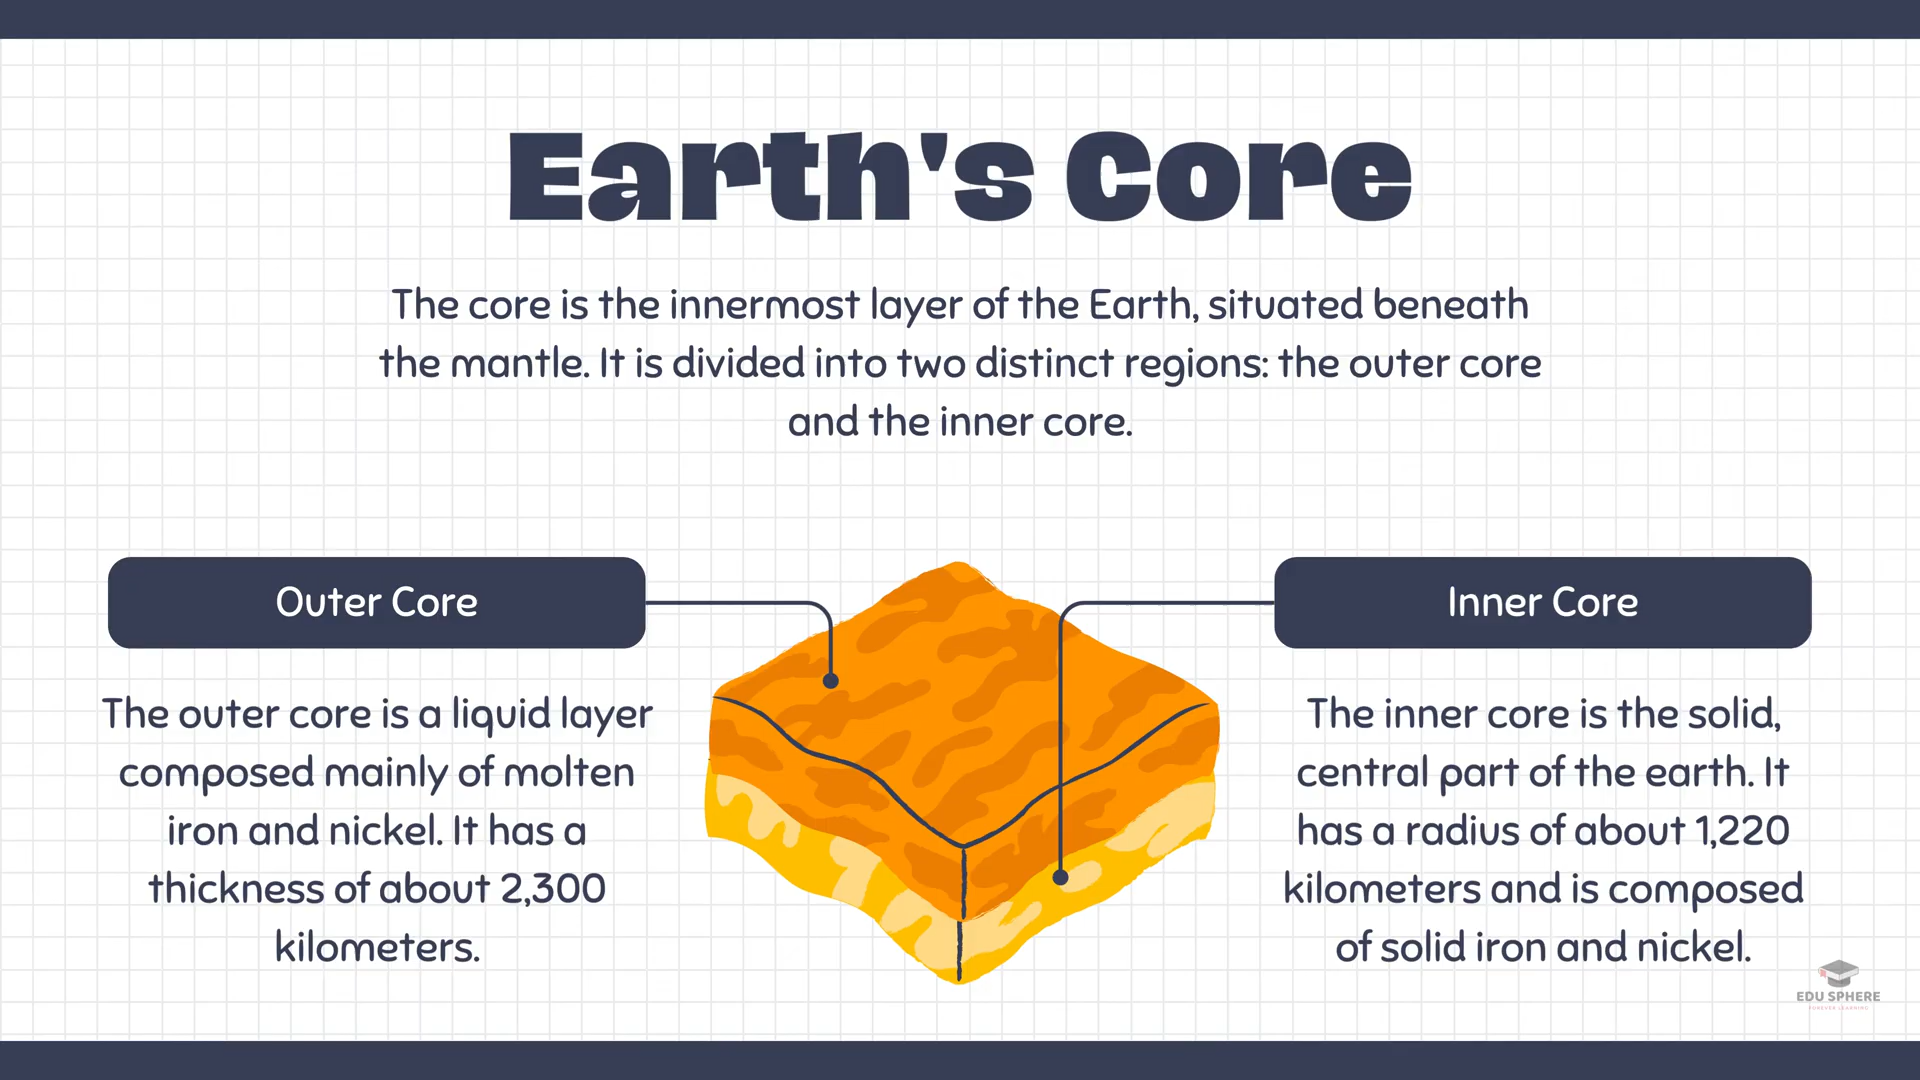 Earth's Core
The core is the innermost layer of the Earth, situated beneath
the mantle. It is divided into two distinct regions: the outer core
and the inner core.
Outer Core
The outer core is a liquid layer
composed mainly of molten
iron and nickel. It has a
thickness of about 2,300
kilometers.
Inner Core
The inner core is the solid,
central part of the earth. It
has a radius of about 1,220
kilometers and is composed
of solid iron and nickel.
EDU SPHERE
FOREVER LEARNING